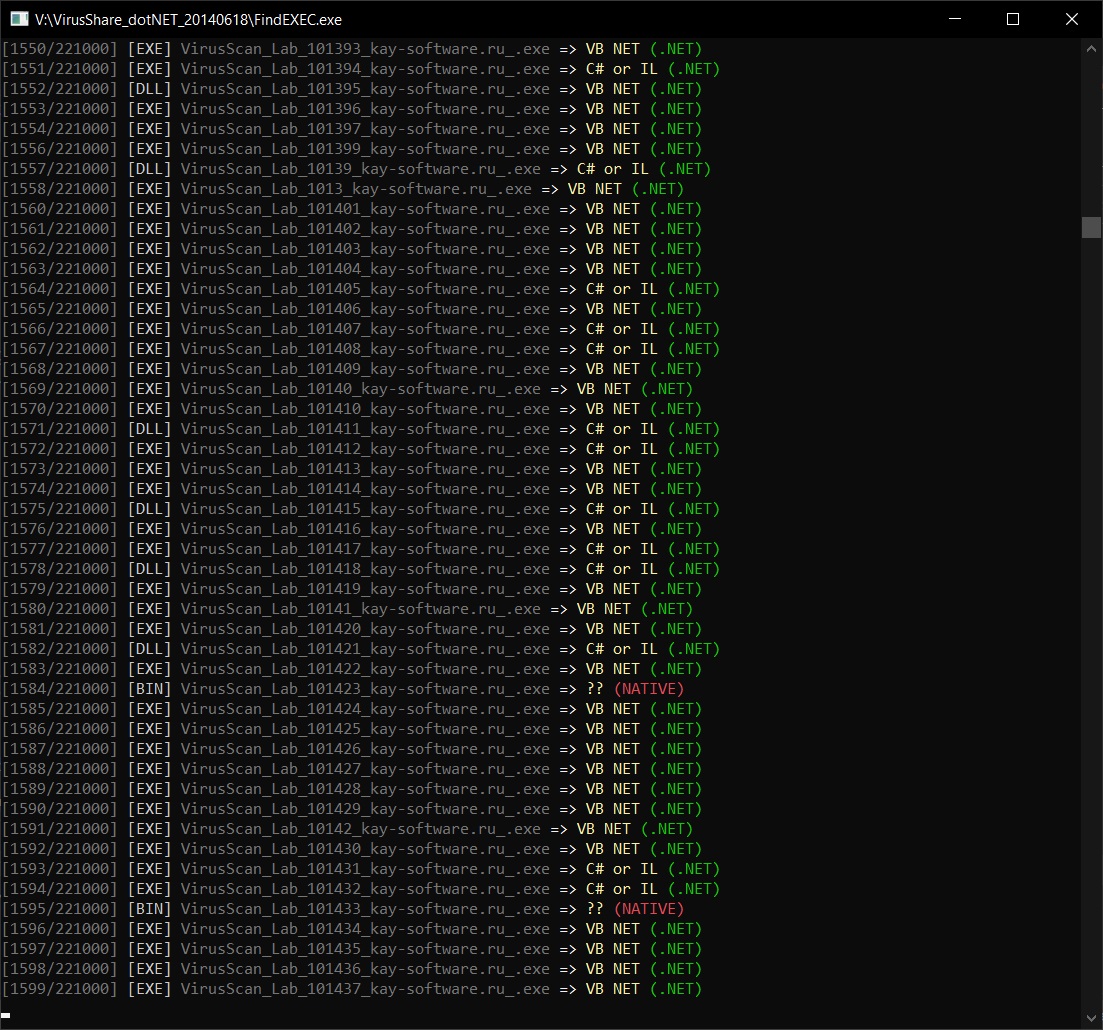 V:\VirusShare_dotNET_20140618\FindEXEC.exe
[1550/221000] [EXE] VirusScan_Lab_101393_kay-software.ru_.exe => VB NET (.NET)
[1551/221000] [EXE] VirusScan_Lab_101394_kay-software.ru_.exe => C# or IL (.NET)
[1552/221000] [DLL] VirusScan_Lab_101395_kay-software.ru_.exe => VB NET (.NET)
[1553/221000] [EXE] VirusScan_Lab_101396_kay-software.ru_.exe => VB NET (.NET)
[1554/221000] [EXE] VirusScan_Lab_101397_kay-software.ru_.exe => VB NET (.NET)
[1556/221000] [EXE] VirusScan_Lab_101399_kay-software.ru_.exe => VB NET (.NET)
[1557/221000] [DLL] VirusScan_Lab_10139_kay-software.ru_.exe => C# or IL (.NET)
[1558/221000] [EXE] VirusScan_Lab_1013_kay-software.ru_.exe => VB NET (.NET)
[1560/221000] [EXE] VirusScan_Lab_101401_kay-software.ru_.exe => VB NET (.NET)
[1561/221000] [EXE] VirusScan_Lab_101402_kay-software.ru_.exe => VB NET (.NET)
[1562/221000] [EXE] VirusScan_Lab_101403_kay-software.ru_.exe => VB NET (.NET)
[1563/221000] [EXE] VirusScan_Lab_101404_kay-software.ru_.exe => VB NET (.NET)
[1564/221000] [EXE] VirusScan_Lab_101405_kay-software.ru_.exe => C# or IL (.NET)
[1565/221000] [EXE] VirusScan_Lab_101406_kay-software.ru_.exe => VB NET (.NET)
[1566/221000] [EXE] VirusScan_Lab_101407_kay-software.ru_.exe => C# or IL (.NET)
[1567/221000] [EXE] VirusScan_Lab_101408_kay-software.ru_.exe => C# or IL (.NET)
[1568/221000] [EXE] VirusScan_Lab_101409_kay-software.ru_.exe => VB NET (.NET)
[1569/221000] [EXE] VirusScan_Lab_10140_kay-software.ru_.exe => VB NET (.NET)
[1570/221000] [EXE] VirusScan_Lab_101410_kay-software.ru_.exe => VB NET (.NET)
[1571/221000] [DLL] VirusScan_Lab_101411_kay-software.ru_.exe => C# or IL (.NET)
[1572/221000] [EXE] VirusScan_Lab_101412_kay-software.ru_.exe => C# or IL (.NET)
[1573/221000] [EXE] VirusScan_Lab_101413_kay-software.ru_.exe => VB NET (.NET)
[1574/221000] [EXE] VirusScan_Lab_101414_kay-software.ru_.exe => VB NET (.NET)
[1575/221000] [DLL] VirusScan_Lab_101415_kay-software.ru_.exe => C# or IL (.NET)
[1576/221000] [EXE] VirusScan_Lab_101416_kay-software.ru_.exe => VB NET (.NET)
[1577/221000] [EXE] VirusScan_Lab_101417_kay-software.ru_.exe => C# or IL (.NET)
[1578/221000] [DLL] VirusScan_Lab_101418_kay-software.ru_.exe => C# or IL (.NET)
[1579/221000] [EXE] VirusScan_Lab_101419_kay-software.ru_.exe => VB NET (.NET)
[1580/221000] [EXE] VirusScan_Lab_10141_kay-software.ru_.exe => VB NET (.NET)
[1581/221000] [EXE] VirusScan_Lab_101420_kay-software.ru_.exe => VB NET (.NET)
[1582/221000] [DLL] VirusScan_Lab_101421_kay-software.ru_.exe => C# or IL (.NET)
[1583/221000] [EXE] VirusScan_Lab_101422_kay-software.ru_.exe => VB NET (.NET)
[1584/221000] [BIN] VirusScan_Lab_101423_kay-software.ru_.exe => ?? (NATIVE)
[1585/221000] [EXE] VirusScan_Lab_101424_kay-software.ru_.exe => VB NET (.NET)
[1586/221000] [EXE] VirusScan_Lab_101425_kay-software.ru_.exe => VB NET (.NET)
[1587/221000] [EXE] VirusScan_Lab_101426_kay-software.ru_.exe => VB NET (.NET)
[1588/221000] [EXE] VirusScan_Lab_101427_kay-software.ru_.exe => VB NET (.NET)
[1589/221000] [EXE] VirusScan_Lab_101428_kay-software.ru_.exe => VB NET (.NET)
[1590/221000] [EXE] VirusScan_Lab_101429_kay-software.ru_.exe => VB NET (.NET)
[1591/221000] [EXE] VirusScan_Lab_10142_kay-software.ru_.exe => VB NET (.NET)
[1592/221000] [EXE] VirusScan_Lab_101430_kay-software.ru_.exe => VB NET (.NET)
[1593/221000] [EXE] VirusScan_Lab_101431_kay-software.ru_.exe => C# or IL (.NET)
[1594/221000] [EXE] VirusScan_Lab_101432_kay-software.ru_.exe => C# or IL (.NET)
[1595/221000] [BIN] VirusScan_Lab_101433_kay-software.ru_.exe => ?? (NATIVE)
[1596/221000] [EXE] VirusScan_Lab_101434_kay-software.ru_.exe => VB NET (.NET)
[1597/221000] [EXE] VirusScan_Lab_101435_kay-software.ru_.exe => VB NET (.NET)
[1598/221000] [EXE] VirusScan_Lab_101436_kay-software.ru_.exe => VB NET (.NET)
[1599/221000] [EXE] VirusScan_Lab_101437_kay-software.ru_.exe => VB NET (.NET)